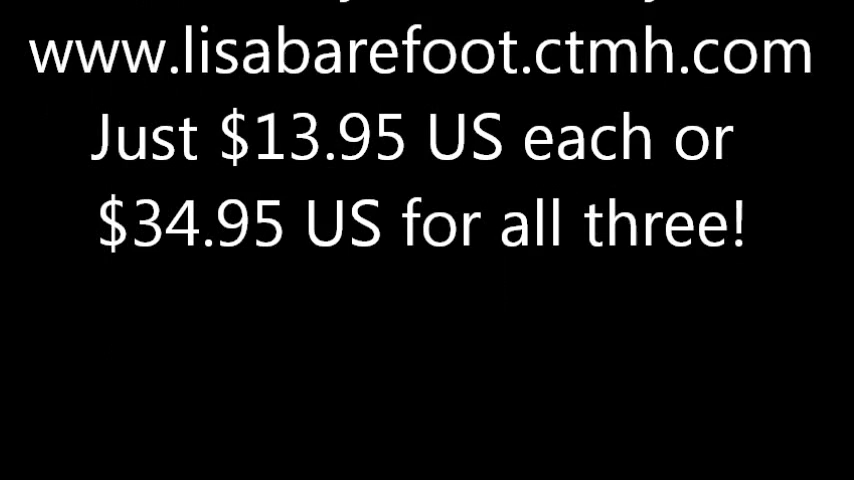 www.lisabarefoot.ctmh.com
Just $13.95 US each or
$34.95 US for all three!